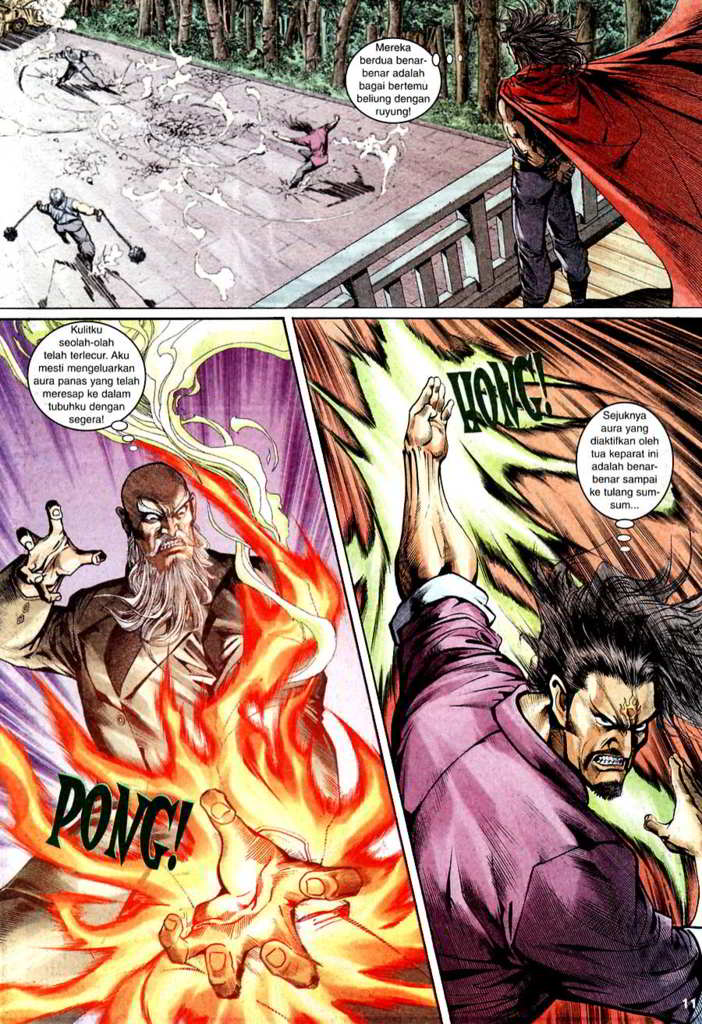 Mereka
berdua benar-
benar adalah
bagai bertemu
beliung dengan
ruyung!
Kulitku
seolah-olah
telah terlecur. Aku
mesti mengeluarkan
aura panas yang telah
meresap ke dalam
tubuhku dengan
segera!
PONG!
HONG!
Sejuknya
aura yang
diaktifkan oleh
tua keparat ini
adalah benar-
benar sampai
ke tulang sum-
sum...
11